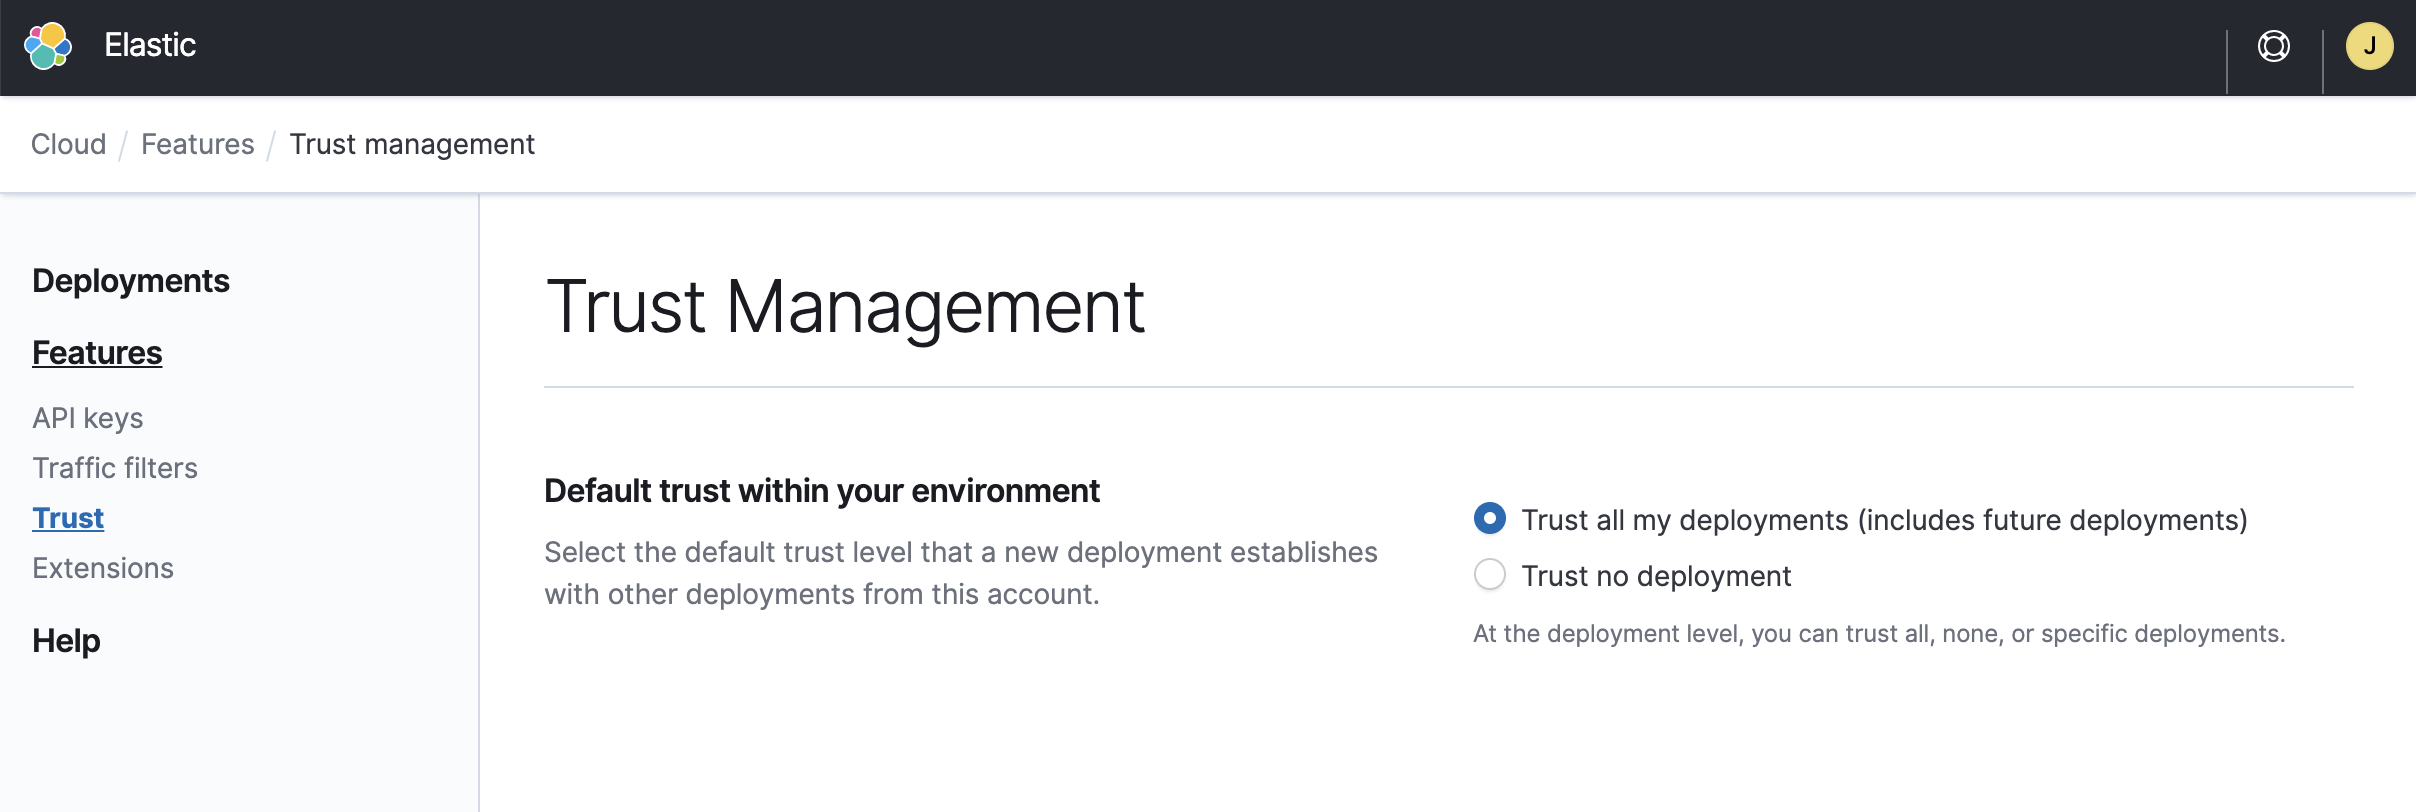 Elastic
J
Cloud / Features / Trust management
Deployments
Features
API keys
Traffic filters
Trust
Extensions
Help
Trust Management
Default trust within your environment
Select the default trust level that a new deployment establishes
with other deployments from this account.
Trust all my deployments (includes future deployments)
Trust no deployment
At the deployment level, you can trust all, none, or specific deployments.